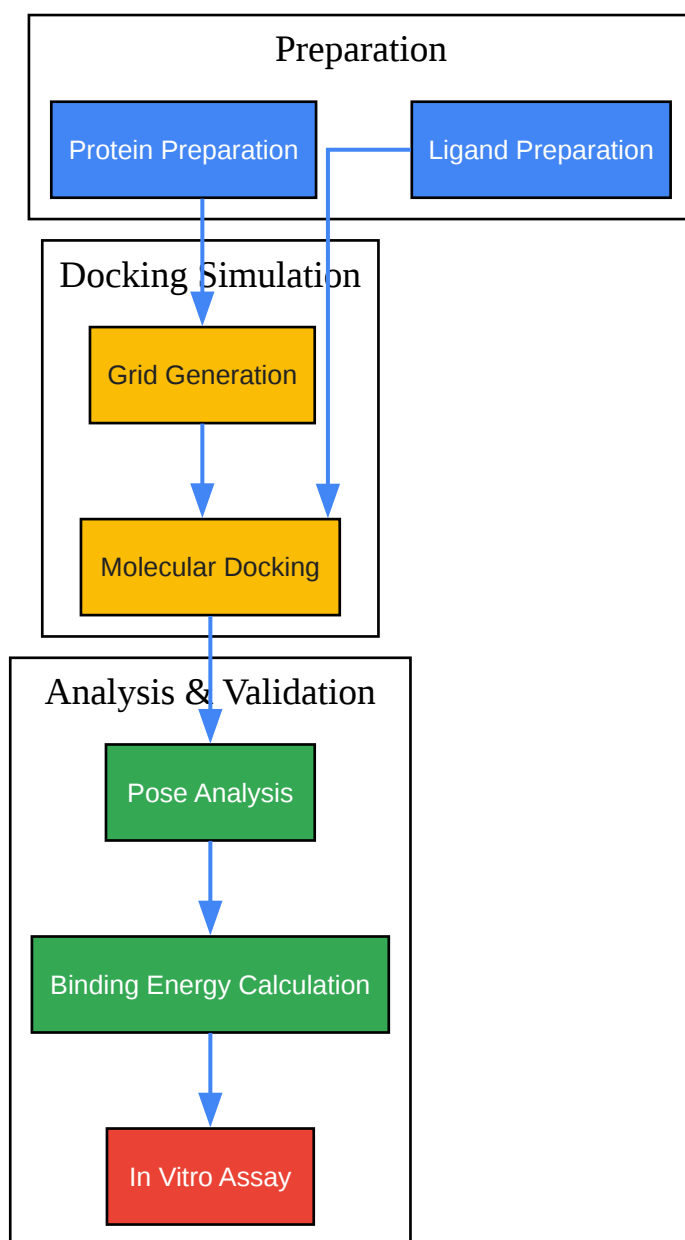 Preparation
Protein Preparation
Ligand Preparation
Docking Simulation
Grid Generation
Molecular Docking
Analysis & Validation
Pose Analysis
Binding Energy Calculation
In Vitro Assay